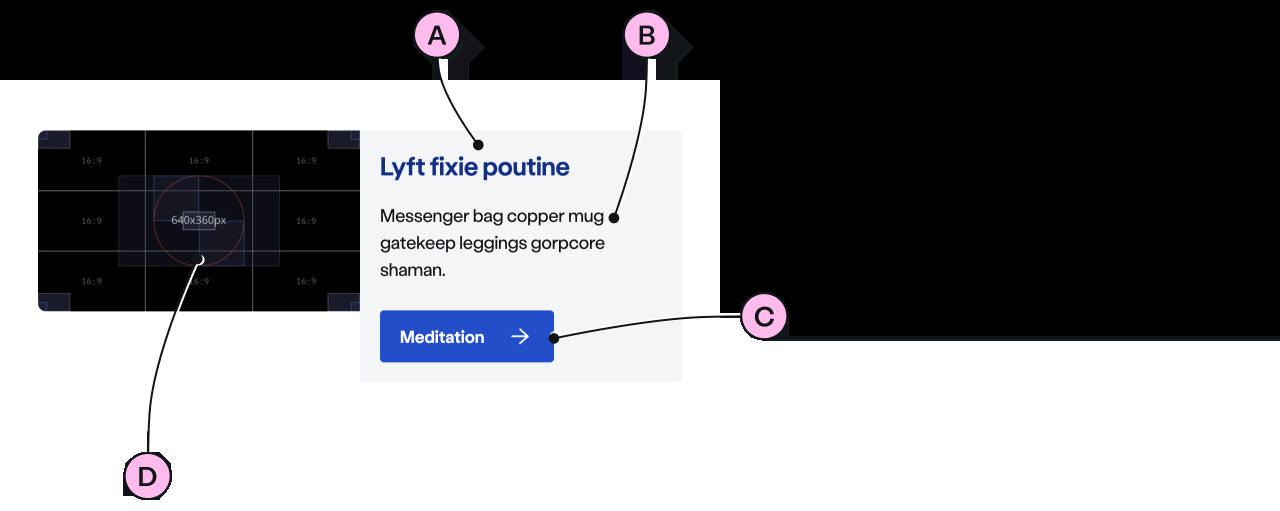 A
B
16:9 16:9 16:9
Lyft fixie poutine
16:9 640x360px 16:9
Messenger bag copper mug
gatekeep leggings gorpcore
shaman.
16:9 16:9 16:9
Meditation
C
D